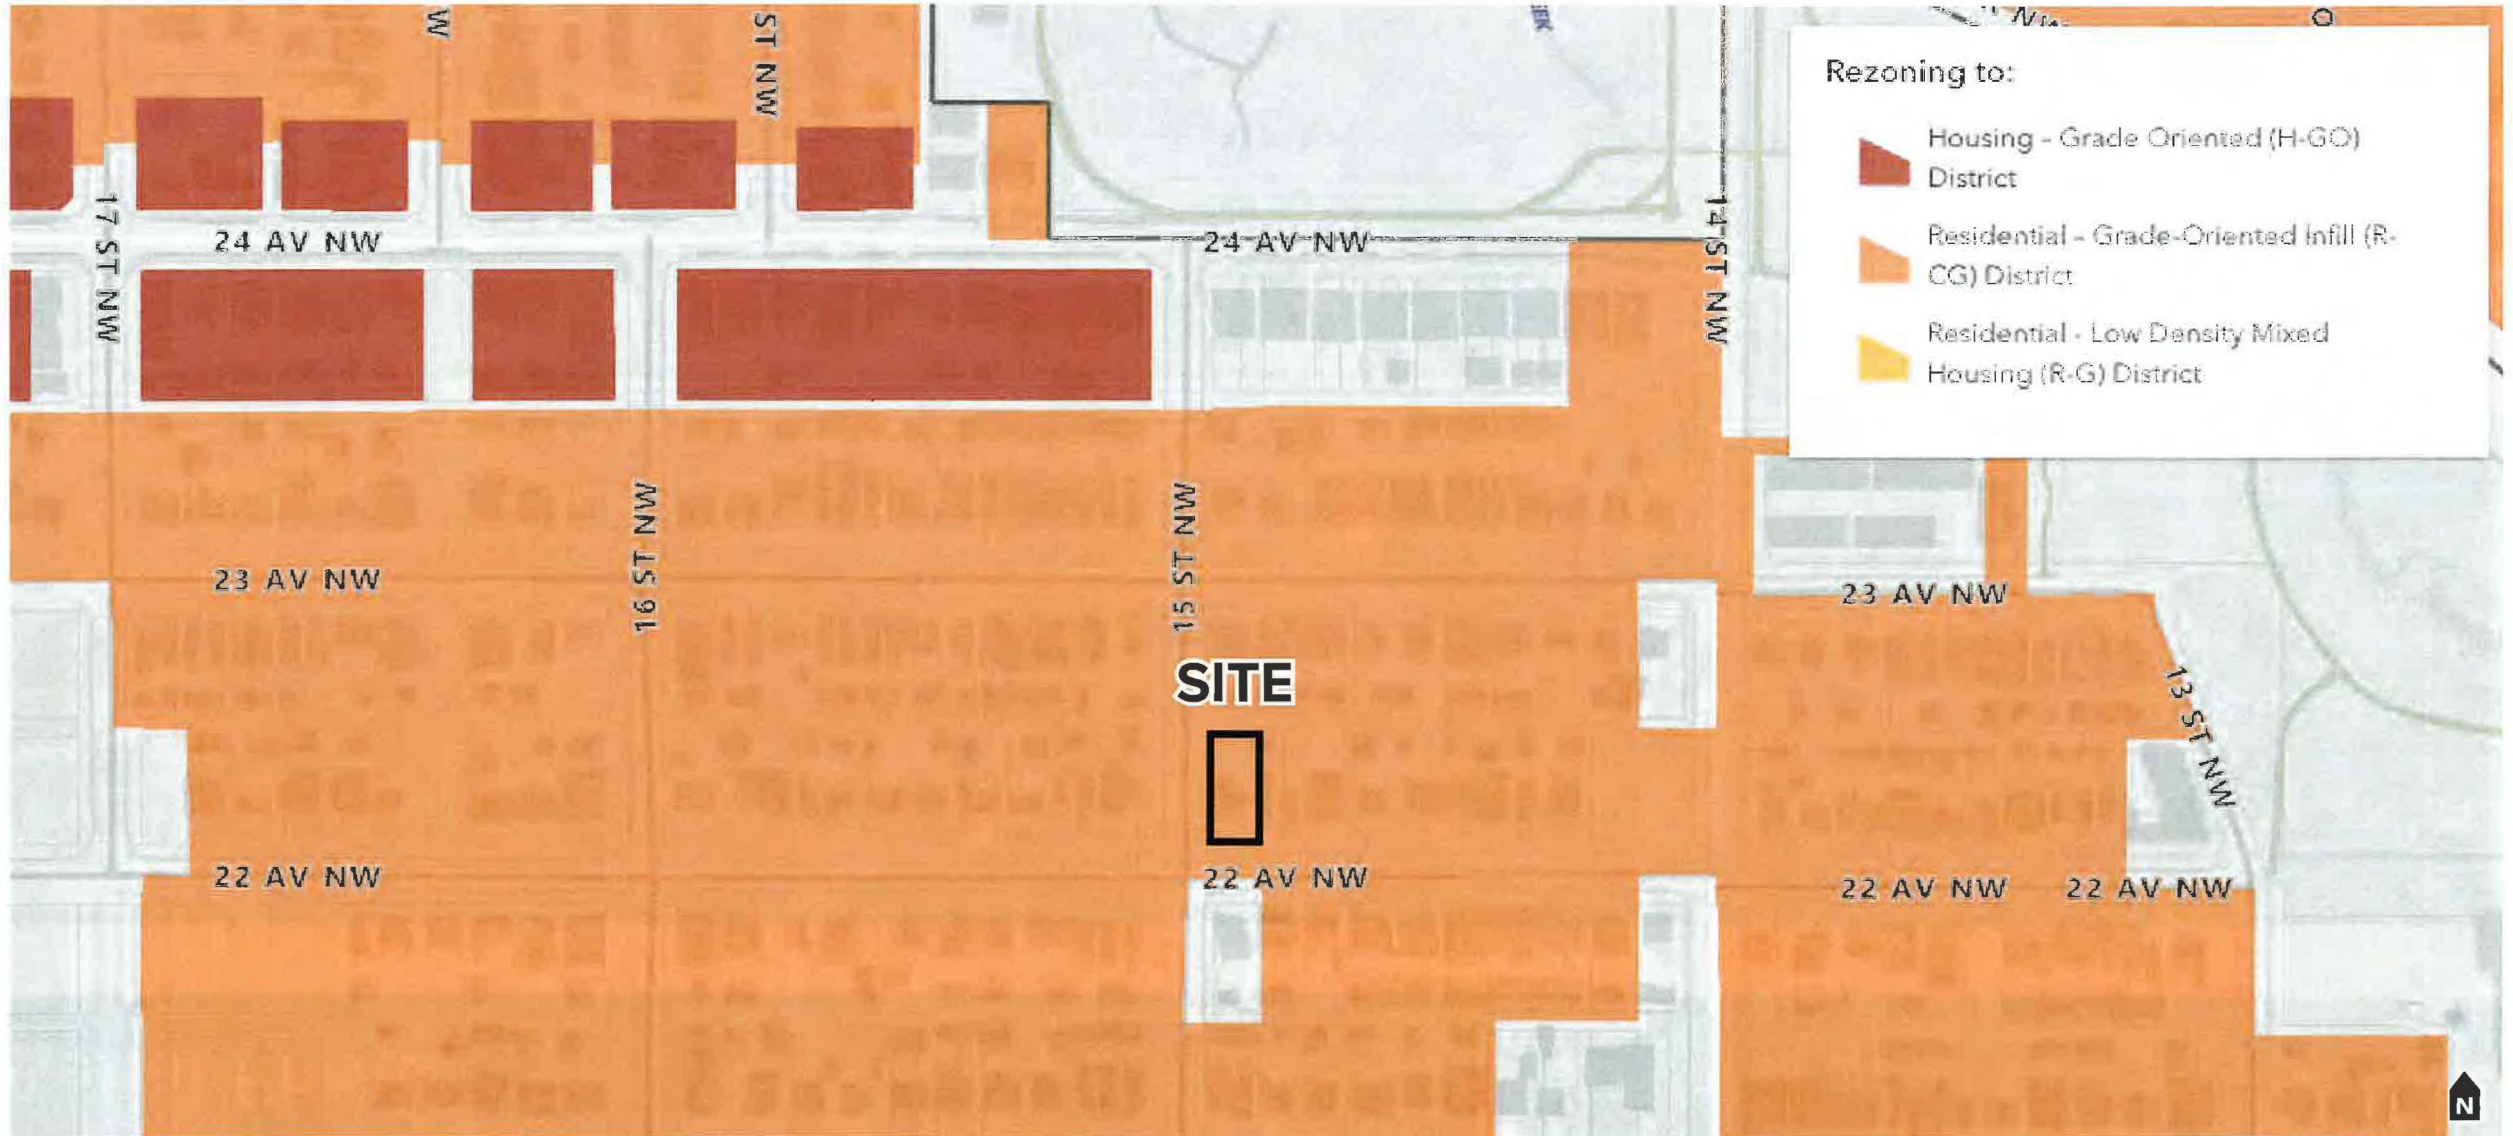 W
ST NW
Rezoning to:
Housing - Grade Oriented (H-GO)
District
Residential - Grade-Oriented Infill (R-
CG) District
Residential - Low Density Mixed
Housing (R-G) District
17 ST NW
24 AV NW
24 AV NW
14 ST NW
16 ST NW
15 ST NW
23 AV NW
23 AV NW
SITE
13 ST NW
22 AV NW
22 AV NW
22 AV NW
22 AV NW
N